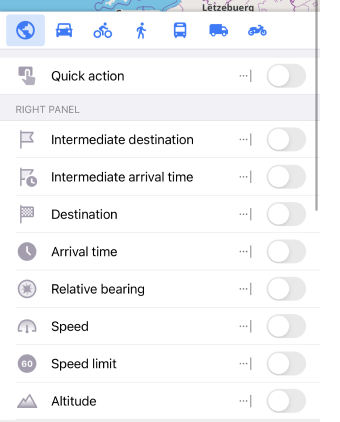 Lëtzebuerg
Quick action
RIGHT PANEL
Intermediate destination
Intermediate arrival time
Destination
Arrival time
Relative bearing
Speed
60 Speed limit
Altitude